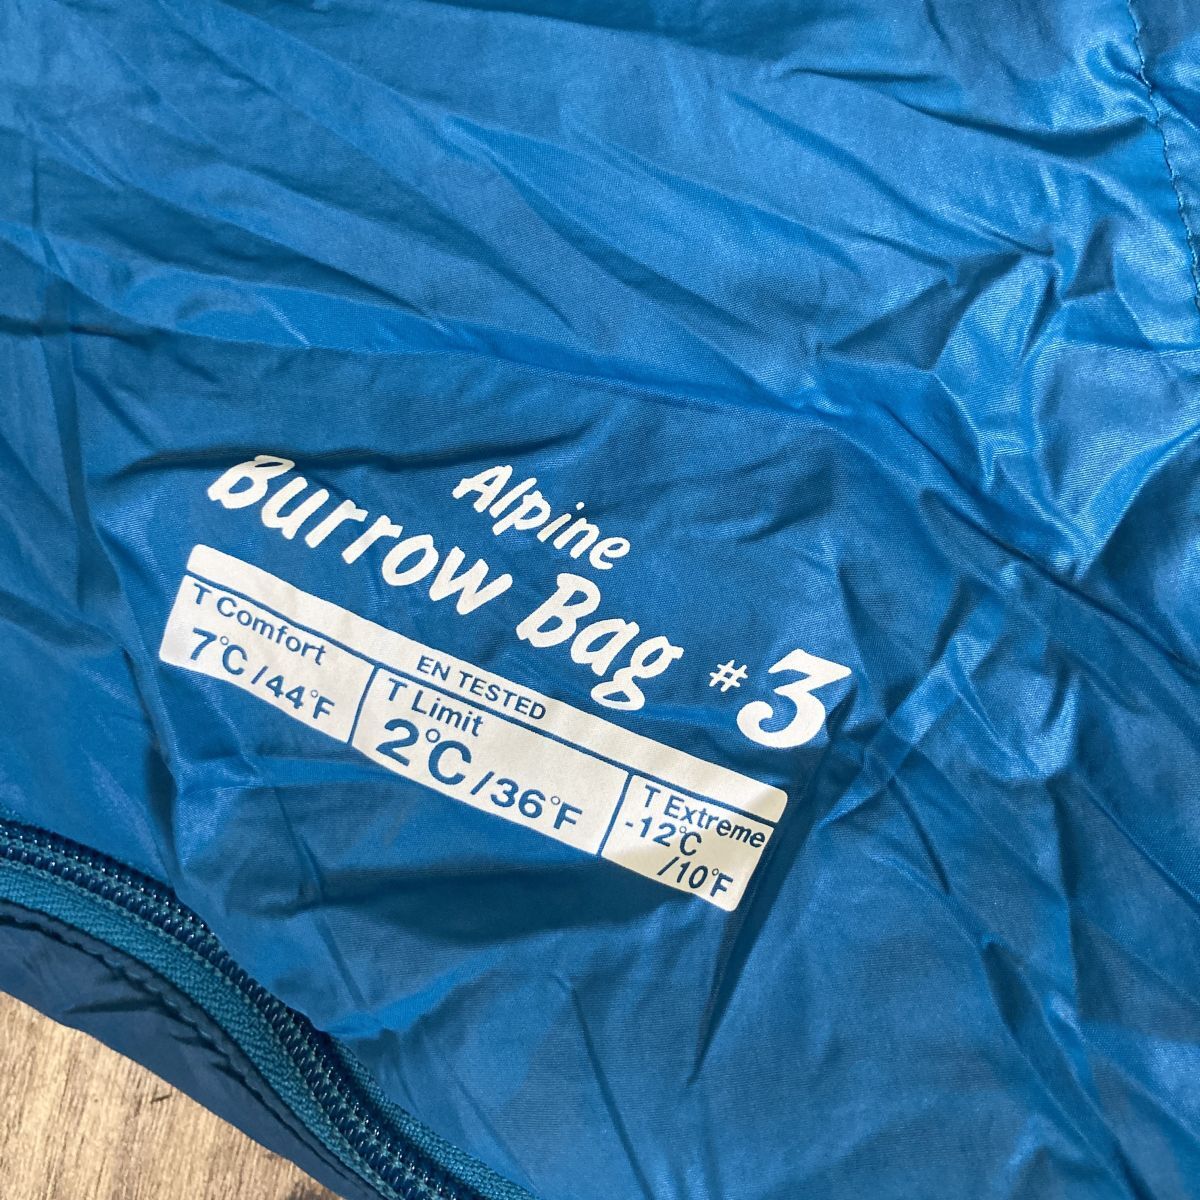 Alpine
Burrow Bag #3
EN TESTED
T Comfort
7°C/44°F
T Limit
2°C/36°F
T Extreme
-12°C
/10°F